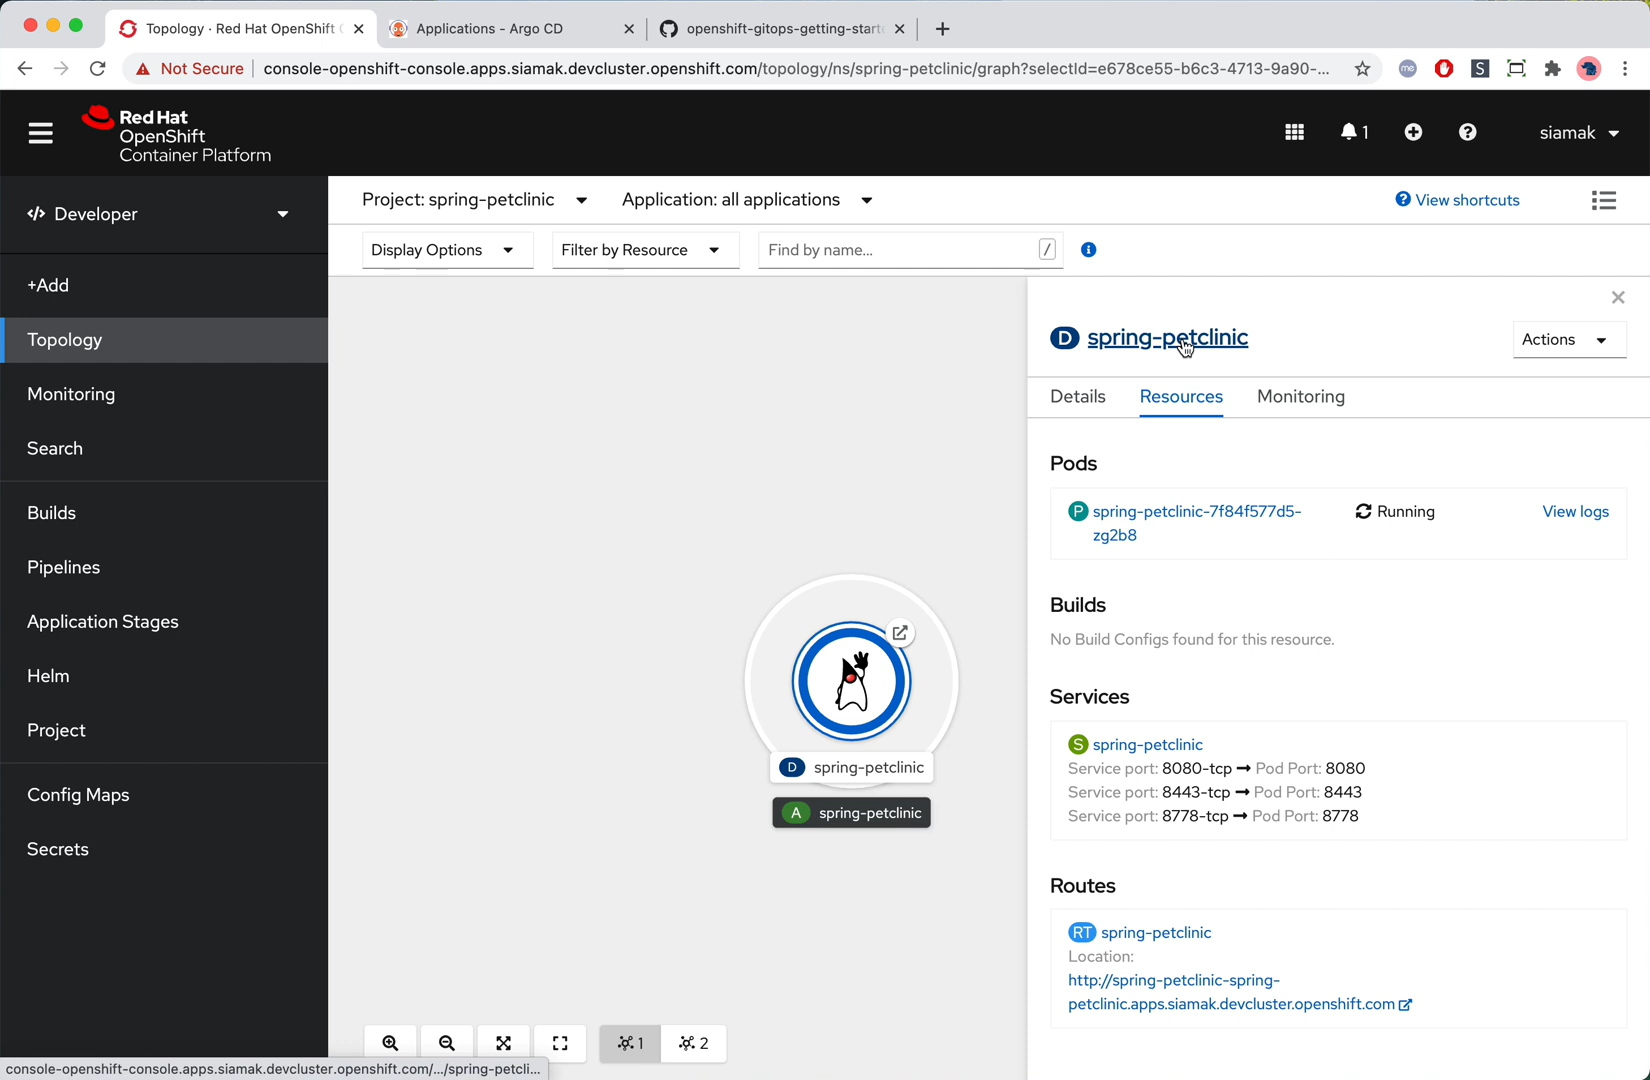 Topology · Red Hat OpenShift C
Applications - Argo CD
openshift-gitops-getting-starte
Not Secure
console-openshift-console.apps.siamak.devcluster.openshift.com/topology/ns/spring-petclinic/graph?selectId=e678ce55-b6c3-4713-9a90-...
me
S
Red Hat
OpenShift
Container Platform
1
siamak
</> Developer
+Add
Topology
Monitoring
Search
Builds
Pipelines
Application Stages
Helm
Project
Config Maps
Secrets
Project: spring-petclinic
Application: all applications
View shortcuts
Display Options
Filter by Resource
Find by name...
/
D spring-petclinic
A spring-petclinic
1
2
D spring-petclinic
Actions
Details
Resources
Monitoring
Pods
P spring-petclinic-7f84f577d5-
zg2b8
Running
View logs
Builds
No Build Configs found for this resource.
Services
S spring-petclinic
Service port: 8080-tcp → Pod Port: 8080
Service port: 8443-tcp → Pod Port: 8443
Service port: 8778-tcp → Pod Port: 8778
Routes
RT spring-petclinic
Location:
http://spring-petclinic-spring-
petclinic.apps.siamak.devcluster.openshift.com
console-openshift-console.apps.siamak.devcluster.openshift.com/.../spring-petcli...